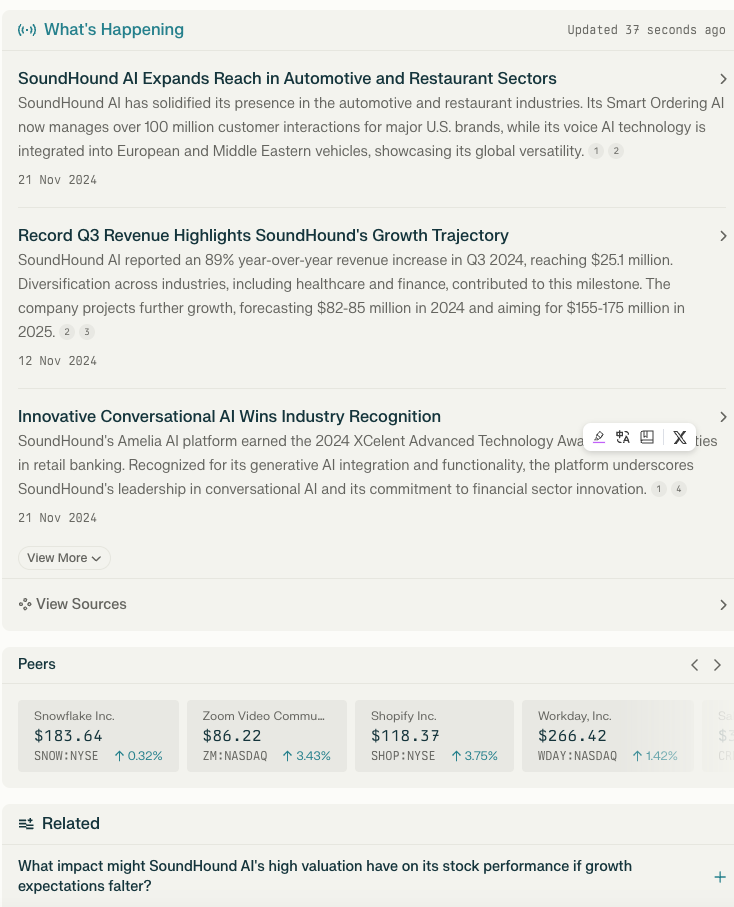 What's Happening
Updated 37 seconds ago
SoundHound AI Expands Reach in Automotive and Restaurant Sectors
SoundHound AI has solidified its presence in the automotive and restaurant industries. Its Smart Ordering AI
now manages over 100 million customer interactions for major U.S. brands, while its voice AI technology is
integrated into European and Middle Eastern vehicles, showcasing its global versatility. 1 2
21 Nov 2024
Record Q3 Revenue Highlights SoundHound's Growth Trajectory
SoundHound AI reported an 89% year-over-year revenue increase in Q3 2024, reaching $25.1 million.
Diversification across industries, including healthcare and finance, contributed to this milestone. The
company projects further growth, forecasting $82-85 million in 2024 and aiming for $155-175 million in
2025. 2 3
12 Nov 2024
Innovative Conversational AI Wins Industry Recognition
SoundHound's Amelia AI platform earned the 2024 XCelent Advanced Technology
in retail banking. Recognized for its generative AI integration and functionality, the platform underscores
SoundHound's leadership in conversational AI and its commitment to financial sector innovation. 1 4
21 Nov 2024
View More
View Sources
Peers
Snowflake Inc.
$183.64
SNOW:NYSE ↑ 0.32%
Zoom Video Commu...
$86.22
ZM:NASDAQ ↑ 3.43%
Shopify Inc.
$118.37
SHOP:NYSE ↑ 3.75%
Workday, Inc.
$266.42
WDAY:NASDAQ ↑ 1.42%
Related
What impact might SoundHound AI's high valuation have on its stock performance if growth
expectations falter?